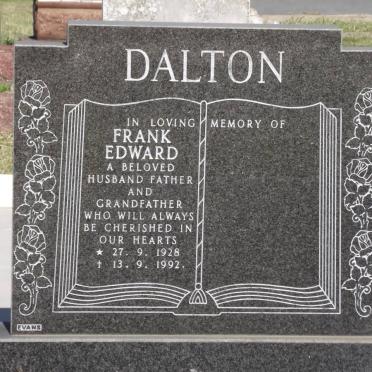 DALTON
IN LOVING MEMORY OF
FRANK
EDWARD
A BELOVED
HUSBAND FATHER
AND
GRANDFATHER
WHO WILL ALWAYS
BE CHERISHED IN
OUR HEARTS
★ 27. 9. 1928
† 13. 9. 1992.
EVANS